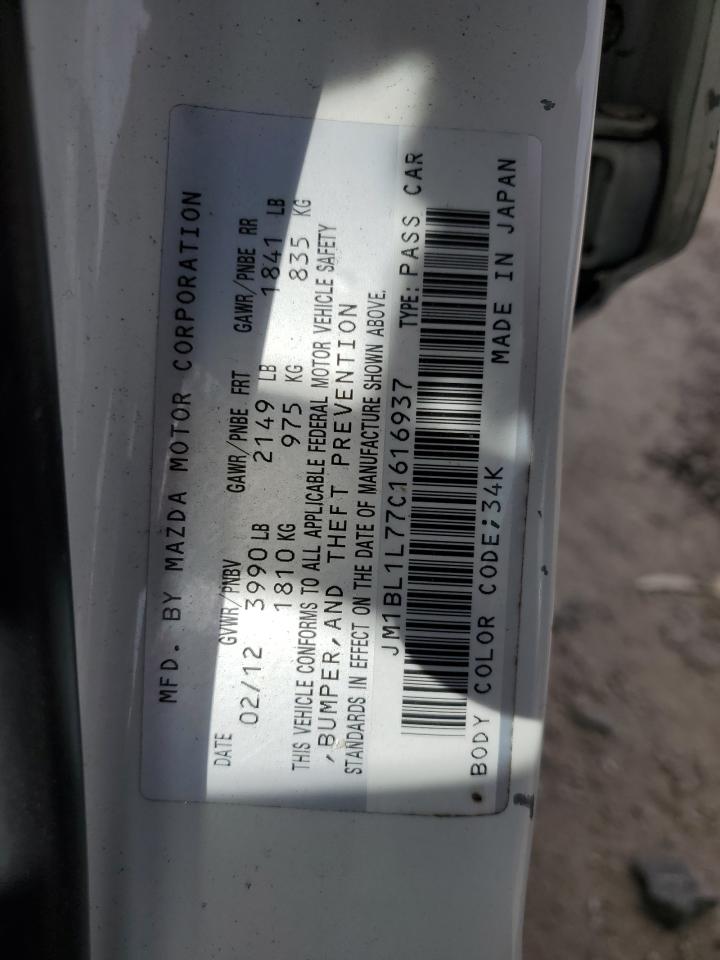 MFD. BY MAZDA MOTOR CORPORATION
DATE GVWR/PNBV GAWR/PNBE FRT GAWR/PNBE RR
02/12 3990 LB 2149 LB 1841 LB
1810 KG 975 KG 835 KG
THIS VEHICLE CONFORMS TO ALL APPLICABLE FEDERAL MOTOR VEHICLE SAFETY
,BUMPER,AND THEFT PREVENTION
STANDARDS IN EFFECT ON THE DATE OF MANUFACTURE SHOWN ABOVE.
JM1BL1L77C1616937 TYPE: PASS CAR
BODY COLOR CODE;34K MADE IN JAPAN